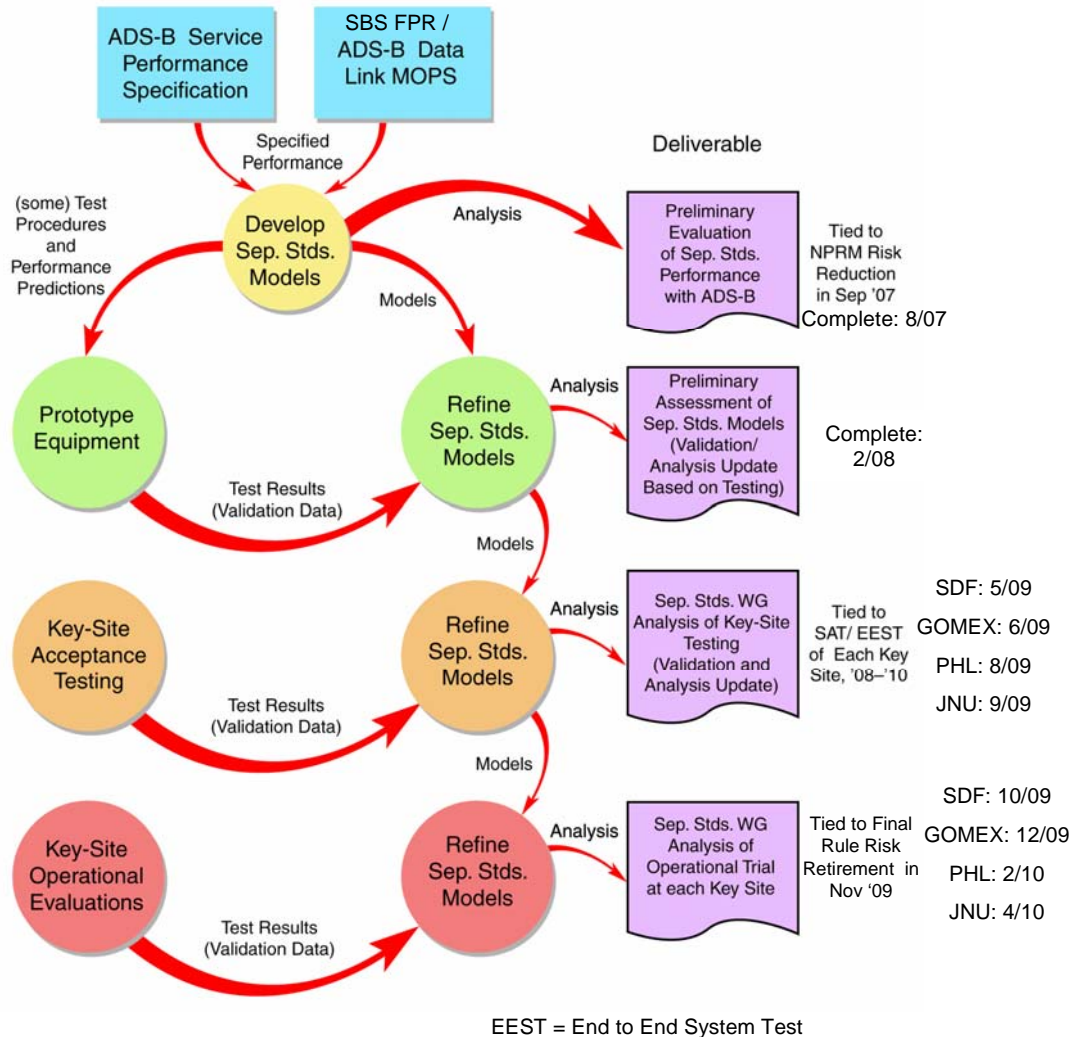 ADS-B Service
Performance
Specification
SBS FPR /
ADS-B Data
Link MOPS
Specified
Performance
Deliverable
(some) Test
Procedures
and
Performance
Predictions
Develop
Sep. Stds.
Models
Analysis
Preliminary
Evaluation
of Sep. Stds.
Performance
with ADS-B
Tied to
NPRM Risk
Reduction
in Sep '07
Complete: 8/07
Models
Prototype
Equipment
Refine
Sep. Stds.
Models
Analysis
Preliminary
Assessment of
Sep. Stds. Models
(Validation/
Analysis Update
Based on Testing)
Complete:
2/08
Test Results
(Validation Data)
Models
Key-Site
Acceptance
Testing
Refine
Sep. Stds.
Models
Analysis
Sep. Stds. WG
Analysis of Key-Site
Testing
(Validation and
Analysis Update)
Tied to
SAT/ EEST
of Each Key
Site, '08–'10
SDF: 5/09
GOMEX: 6/09
PHL: 8/09
JNU: 9/09
Test Results
(Validation Data)
Models
Key-Site
Operational
Evaluations
Refine
Sep. Stds.
Models
Analysis
Sep. Stds. WG
Analysis of
Operational Trial
at each Key Site
Tied to Final
Rule Risk
Retirement in
Nov ‘09
SDF: 10/09
GOMEX: 12/09
PHL: 2/10
JNU: 4/10
Test Results
(Validation Data)
EEST = End to End System Test